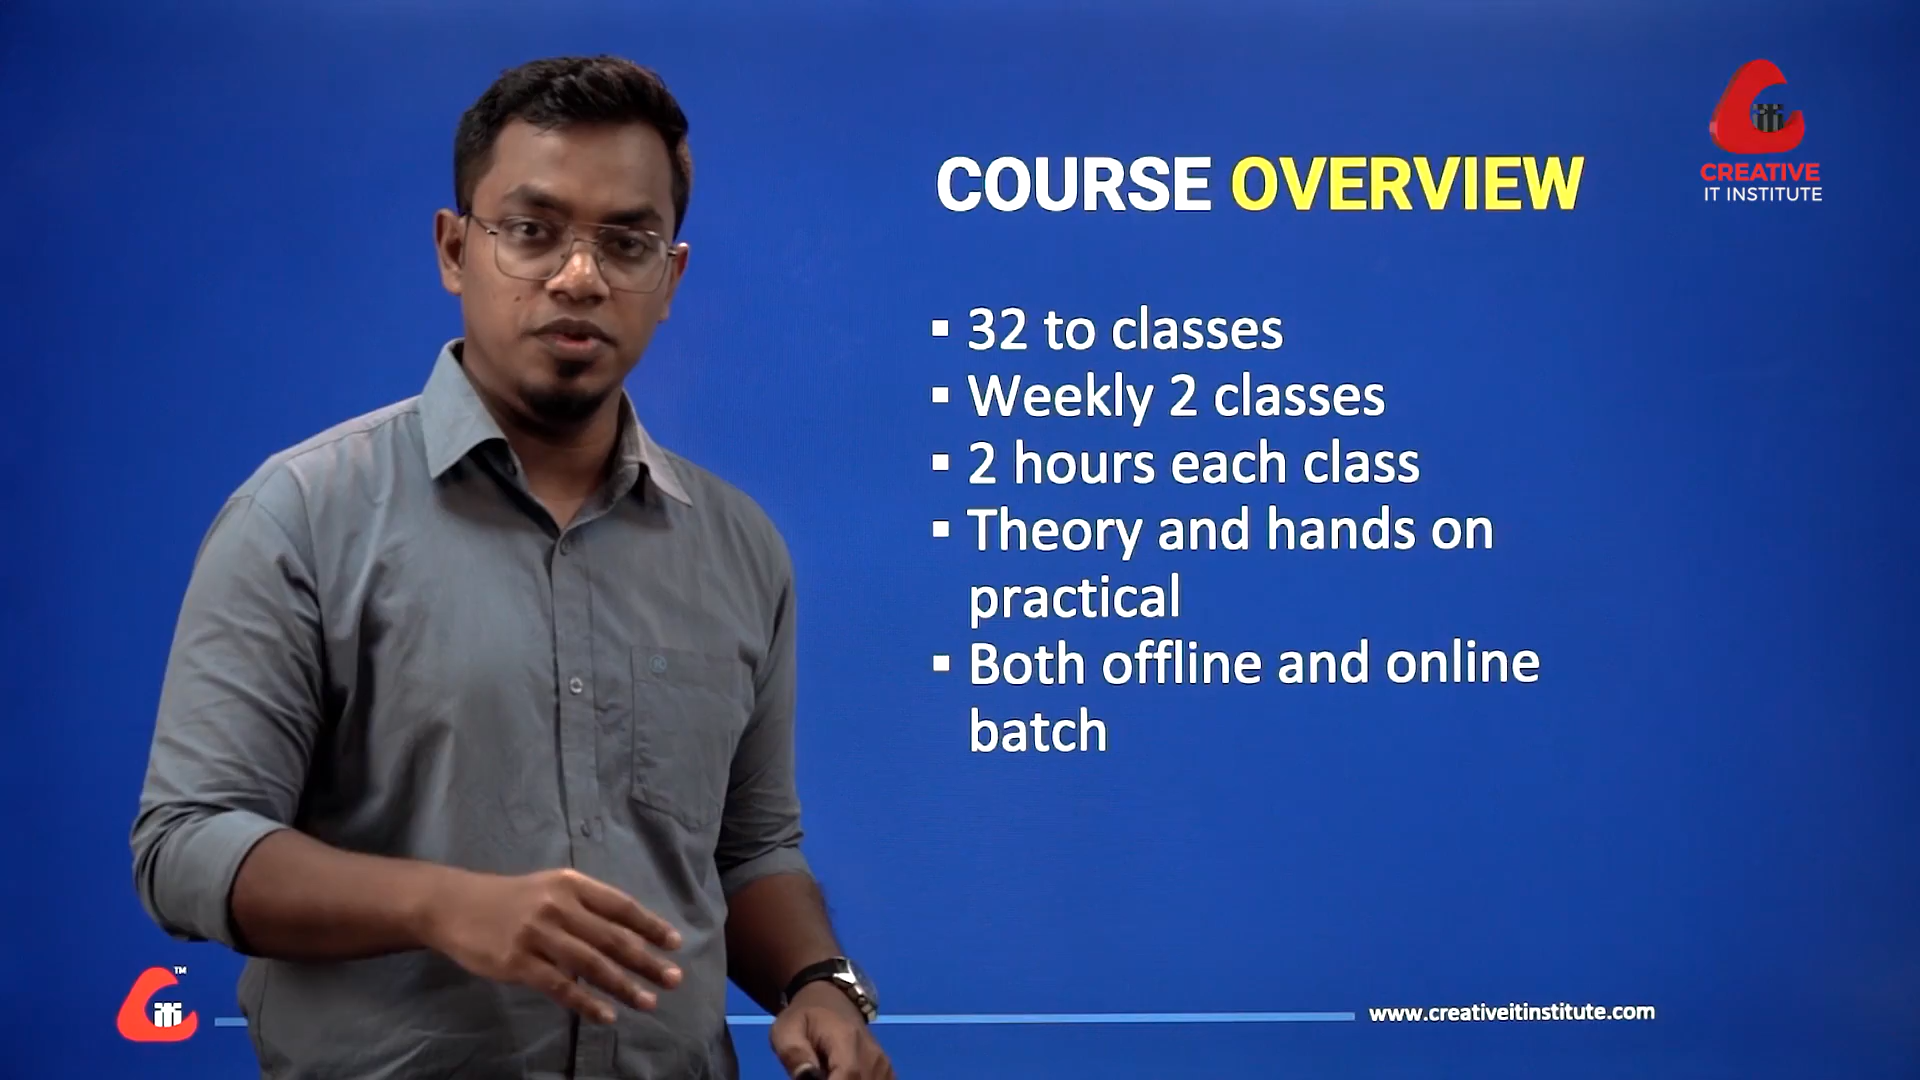 COURSE OVERVIEW
CREATIVE
IT INSTITUTE
▪ 32 to classes
▪ Weekly 2 classes
▪ 2 hours each class
▪ Theory and hands on
practical
▪ Both offline and online
batch
TM
www.creativeitinstitute.com